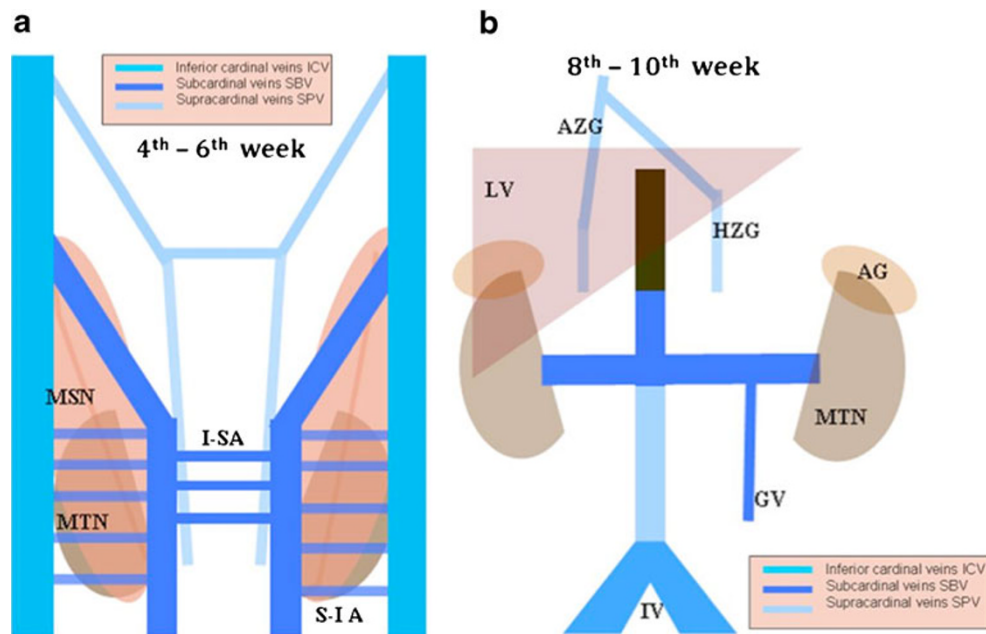 a
Inferior cardinal veins ICV
Subcardinal veins SBV
Supracardinal veins SPV
4th – 6th week
MSN
I-SA
MTN
S-I A
b
8th – 10th week
AZG
LV
HZG
AG
MTN
GV
IV
Inferior cardinal veins ICV
Subcardinal veins SBV
Supracardinal veins SPV